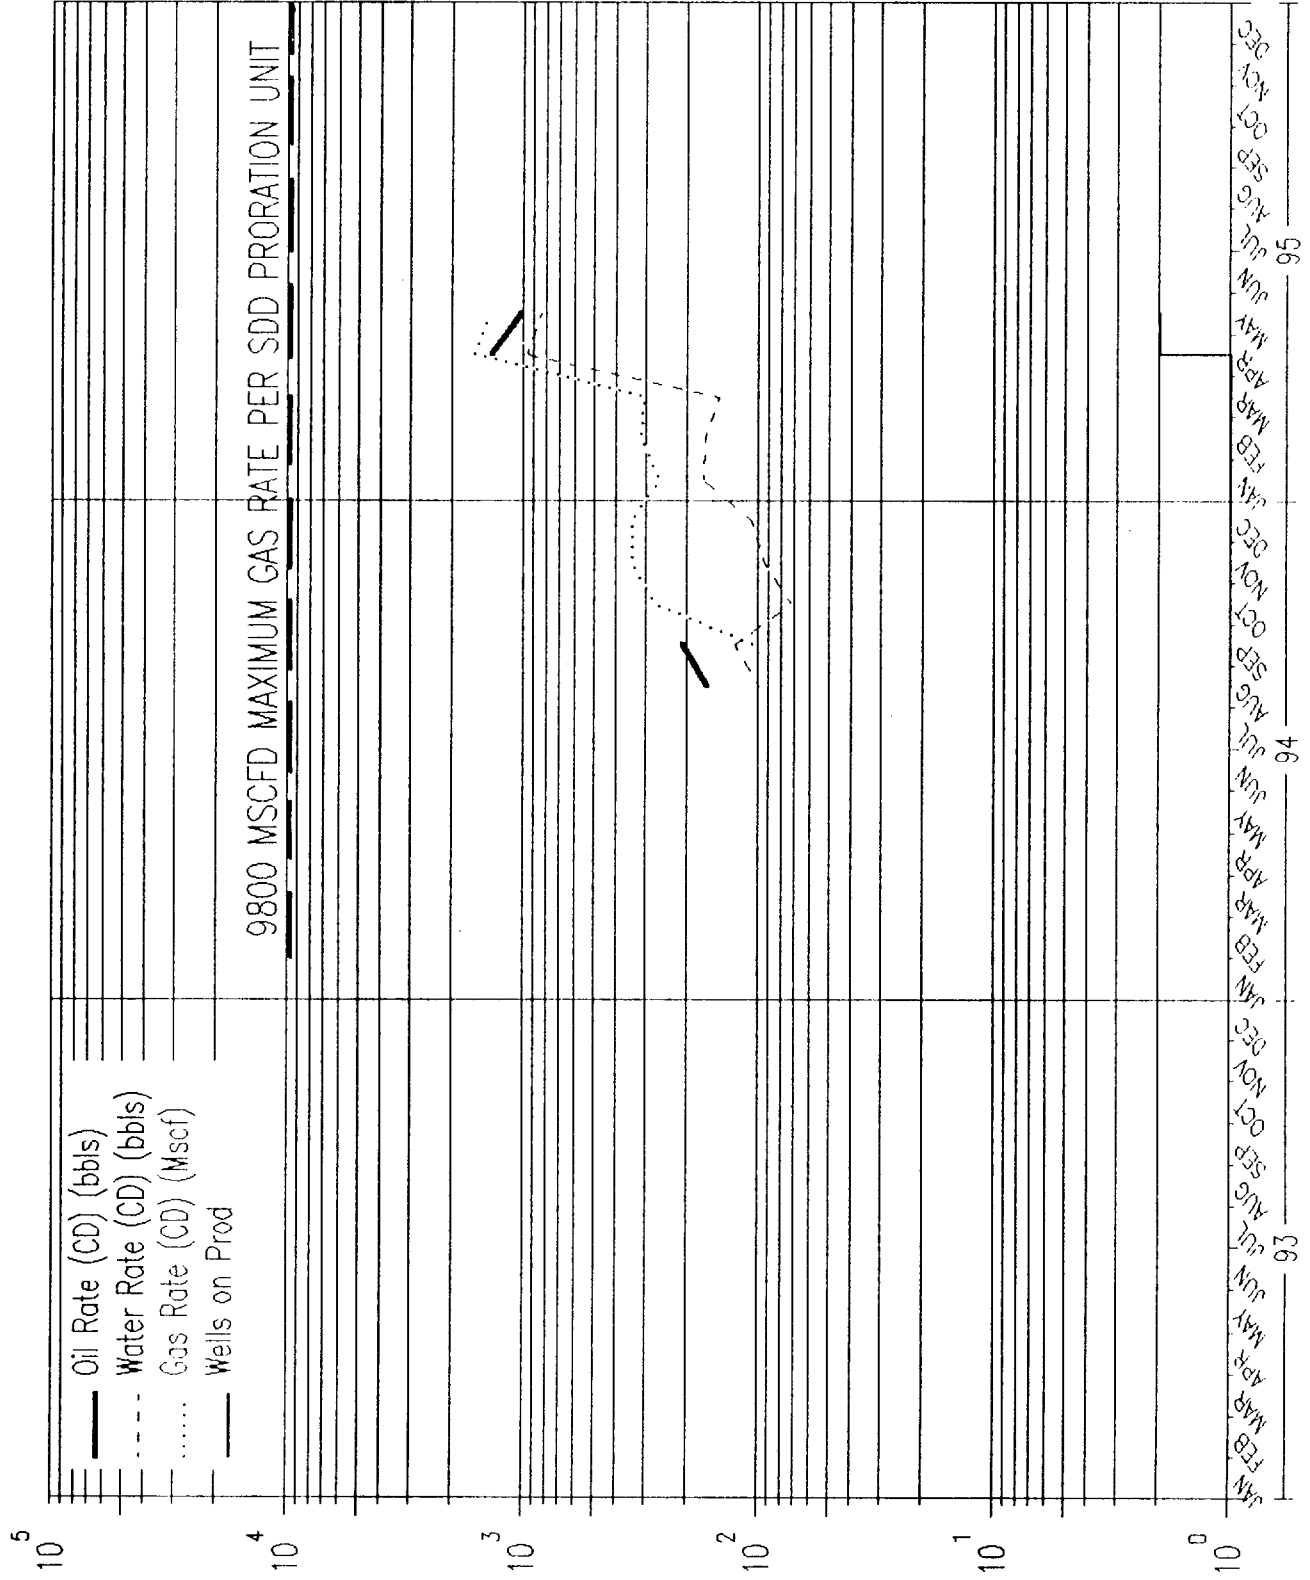 10 5
10 4
10 3
10 2
10 1
10 0
Oil Rate (CD) (bbls)
Water Rate (CD) (bbls)
Gas Rate (CD) (Mscf)
Wells on Prod
9800 MSCFD MAXIMUM GAS RATE PER SDD PRORATION UNIT
JAN FEB MAR APR MAY JUN JUL AUG SEP OCT NOV DEC JAN FEB MAR APR MAY JUN JUL AUG SEP OCT NOV DEC JAN FEB MAR APR MAY JUN JUL AUG SEP OCT NOV DEC
93 94 95